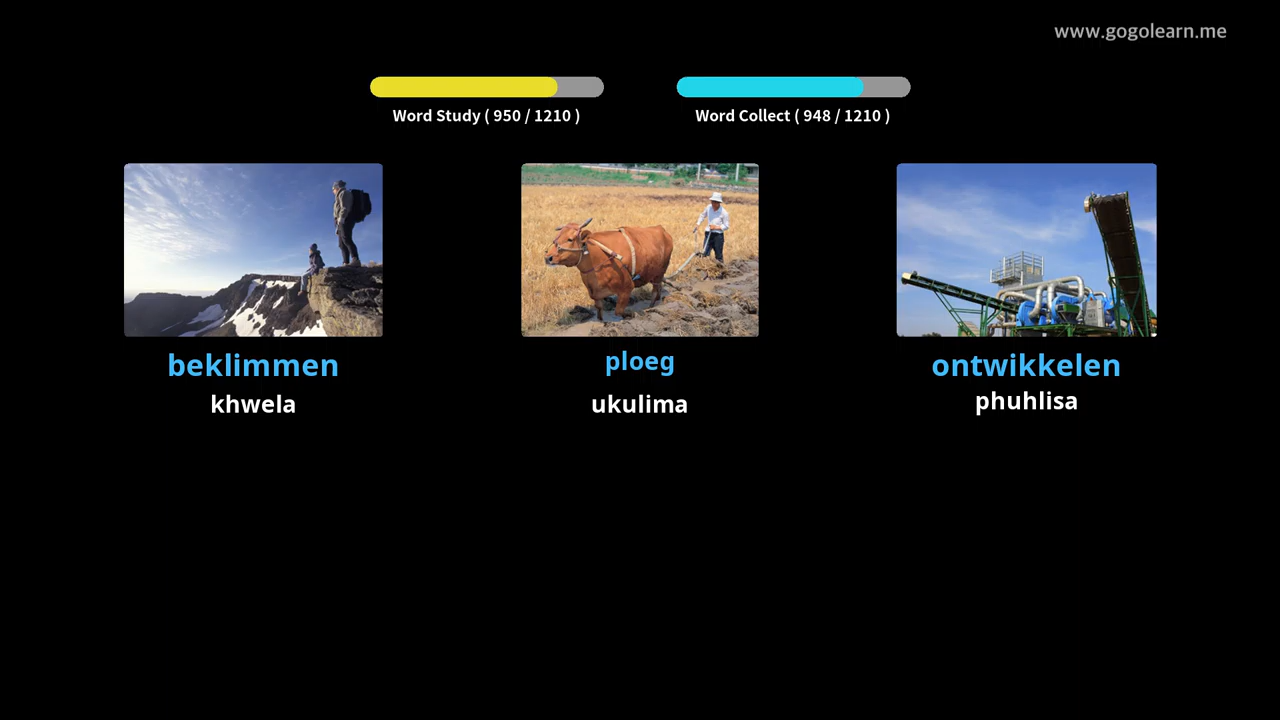 www.gogolearn.me
Word Study ( 950 / 1210 )
Word Collect ( 948 / 1210 )
beklimmen
khwela
ploeg
ukulima
ontwikkelen
phuhlisa